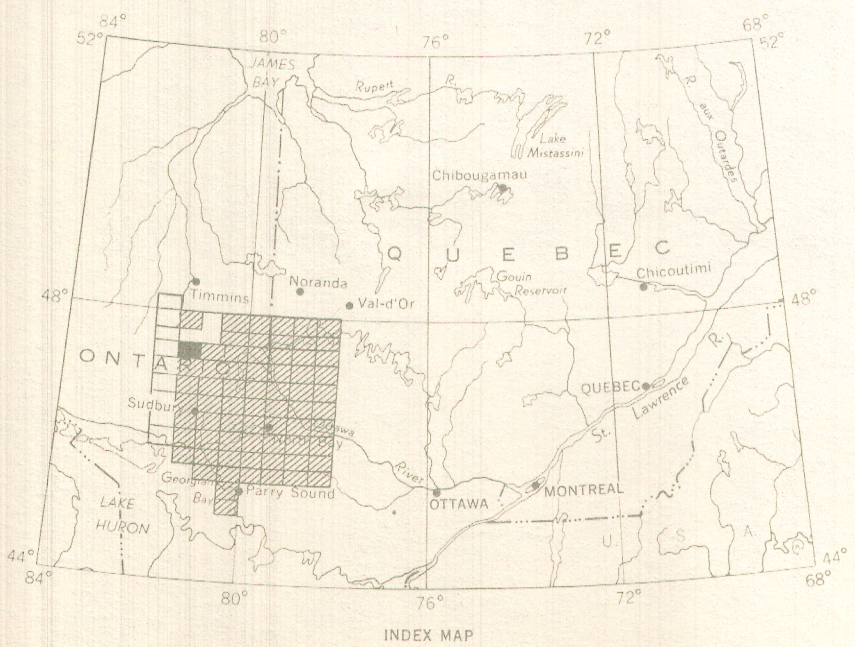 84°
52°
80°
76°
72°
68°
52°
JAMES
BAY
Rupert R.
R. aux Outardes
Lake
Mistassini
Chibougamau
QUEBEC
Gouin
Reservoir
Chicoutimi
Noranda
Timmins
Val-d'Or
48°
48°
ONTARIO
R.
QUEBEC
St. Lawrence
Sudbury
North Bay
Ottawa River
Georgian
Bay
Parry Sound
OTTAWA
MONTREAL
LAKE
HURON
U. S. A.
44°
84°
80°
76°
72°
44°
68°
INDEX MAP